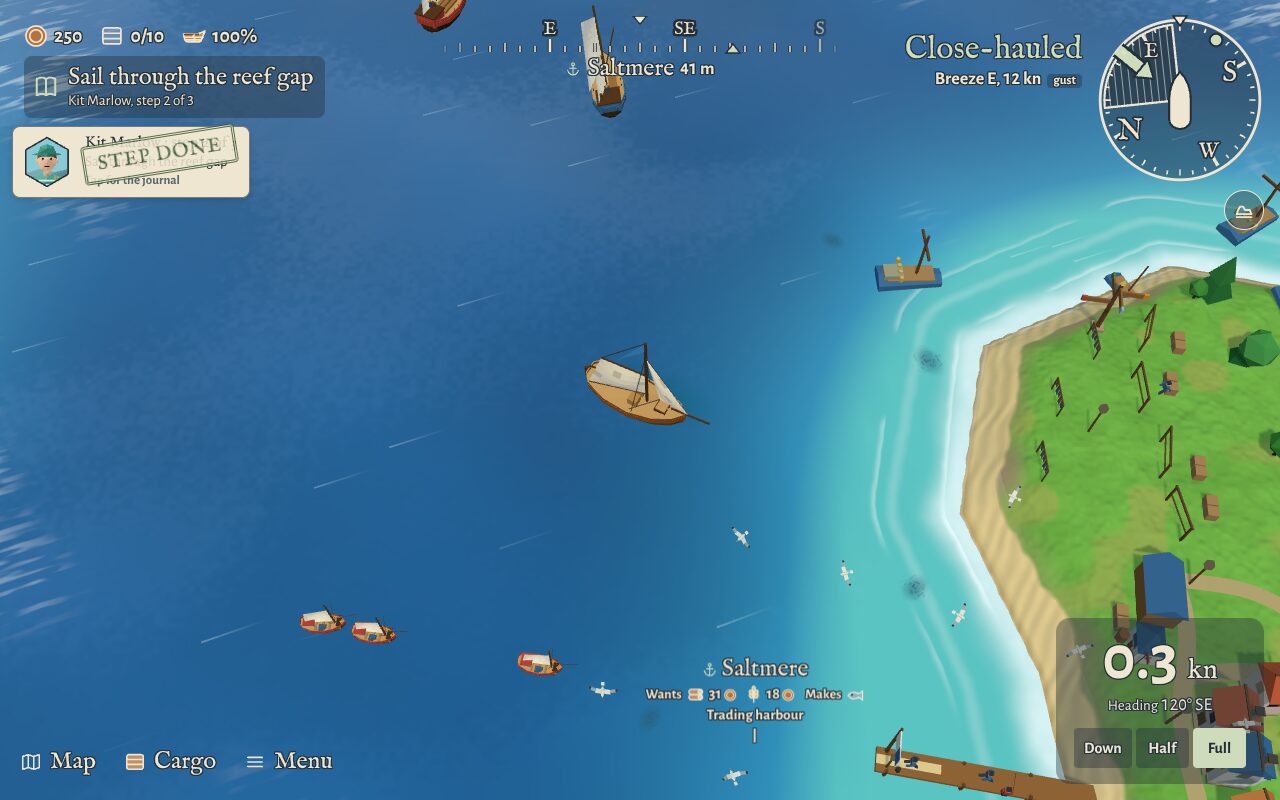 250 0/10 100%
Sail through the reef gap
Kit Marlow, step 2 of 3
STEP DONE
for the journal
E SE S
Saltmere 41 m
Close-hauled
Breeze E, 12 kn gust
E S N W
Saltmere
Wants 31 18 Makes
Trading harbour
0.3 kn
Heading 120° SE
Down Half Full
Map Cargo Menu